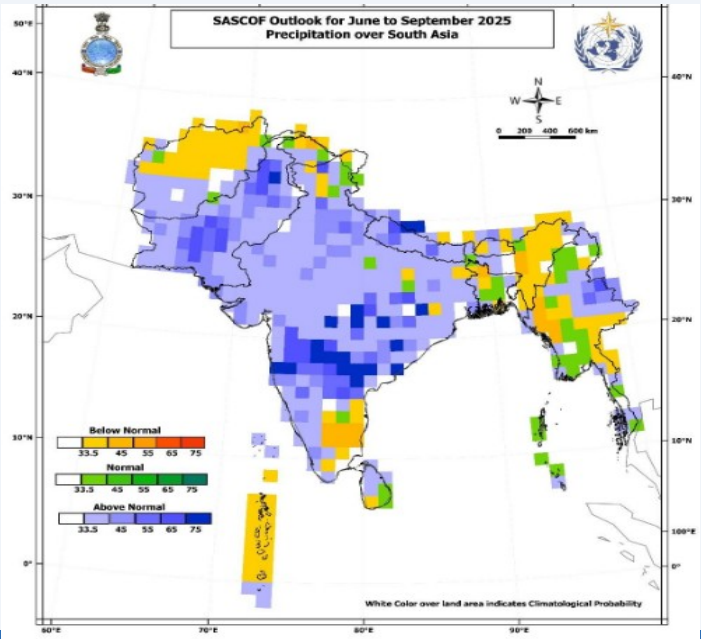 SASCOF Outlook for June to September 2025
Precipitation over South Asia
50°N
40°N
30°N
20°N
10°N
0°
40°N
30°N
20°N
10°N
100°E
0°
60°E
70°E
80°E
90°E
N
W E
S
0 200 400 600 km
Below Normal
33.5 45 55 65 75
Normal
33.5 45 55 65 75
Above Normal
33.5 45 55 65 75
White Color over land area indicates Climatological Probability